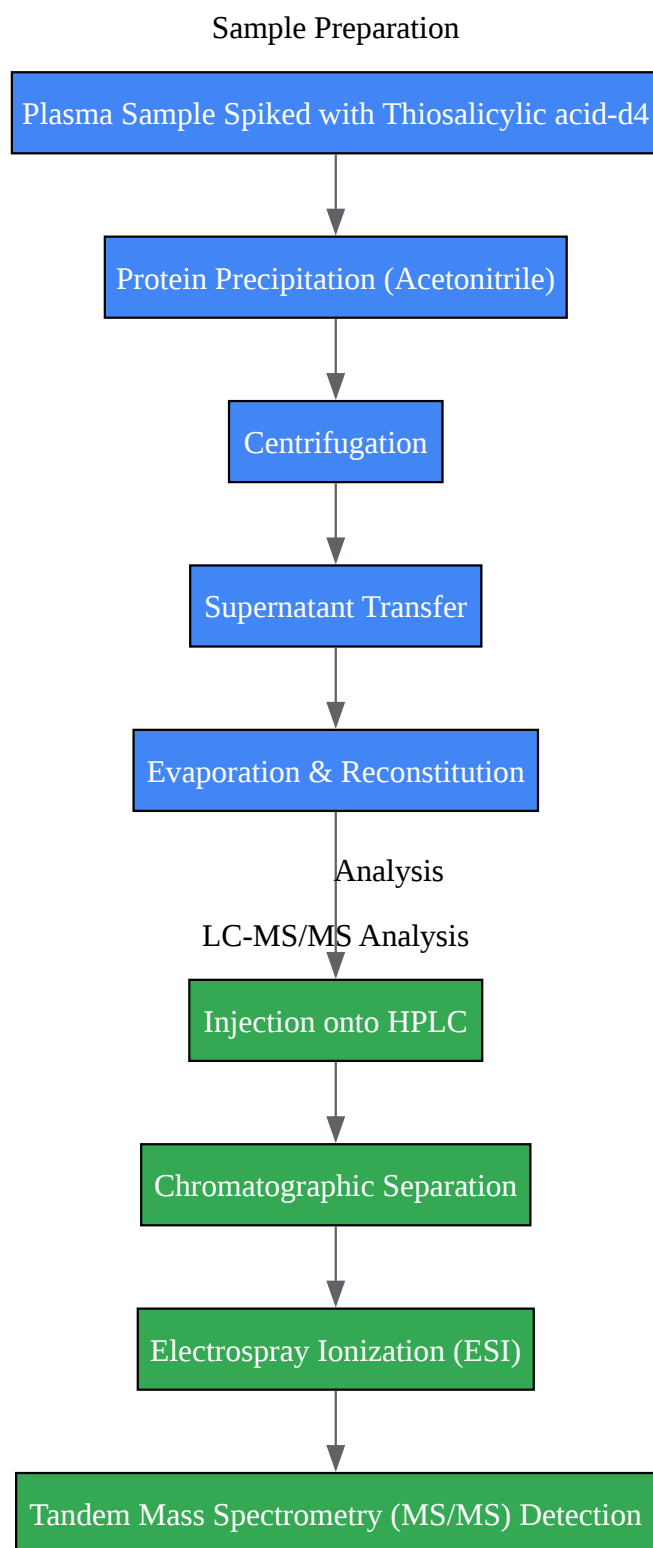 Sample Preparation
Plasma Sample Spiked with Thiosalicylic acid-d4
Protein Precipitation (Acetonitrile)
Centrifugation
Supernatant Transfer
Evaporation & Reconstitution
Analysis
LC-MS/MS Analysis
Injection onto HPLC
Chromatographic Separation
Electrospray Ionization (ESI)
Tandem Mass Spectrometry (MS/MS) Detection